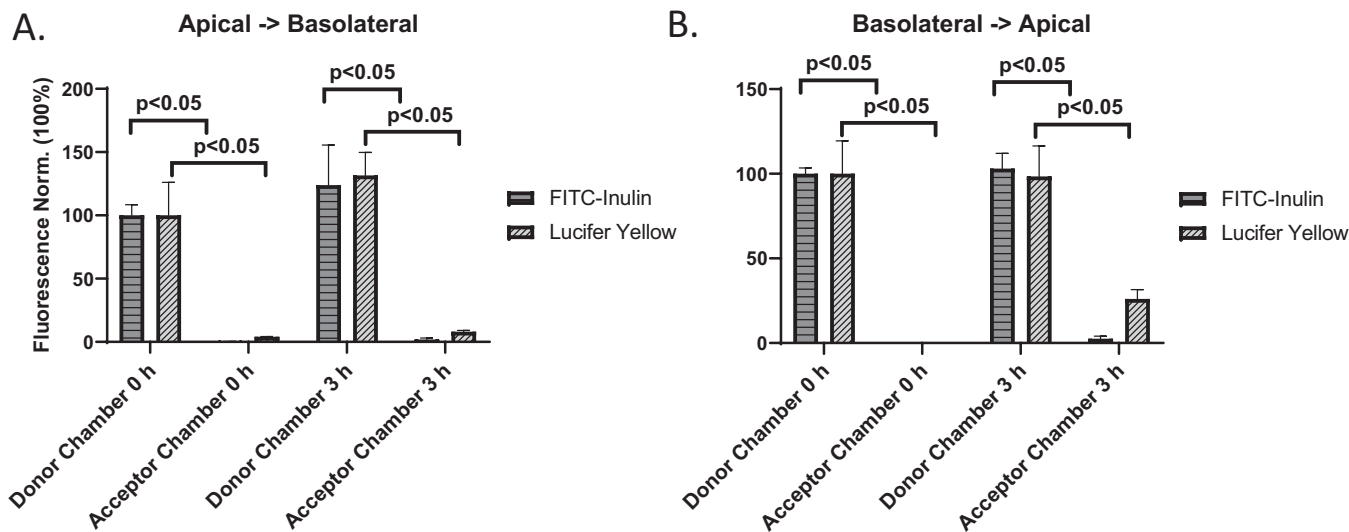 A.
Apical -> Basolateral
Fluorescence Norm. (100%)
200
150
100
50
0
p<0.05
p<0.05
p<0.05
p<0.05
FITC-Inulin
Lucifer Yellow
Donor Chamber 0 h
Acceptor Chamber 0 h
Donor Chamber 3 h
Acceptor Chamber 3 h
B.
Basolateral -> Apical
150
100
50
0
p<0.05
p<0.05
p<0.05
p<0.05
FITC-Inulin
Lucifer Yellow
Donor Chamber 0 h
Acceptor Chamber 0 h
Donor Chamber 3 h
Acceptor Chamber 3 h